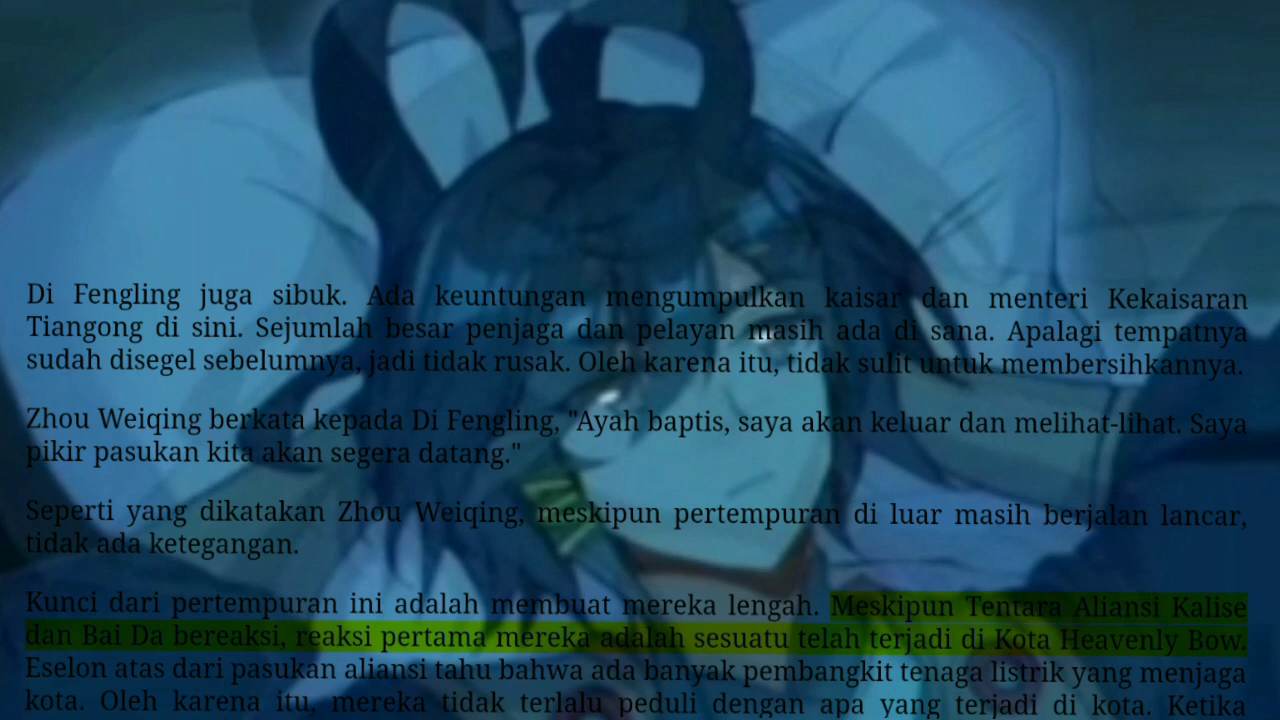 Di Fengling juga sibuk. Ada keuntungan mengumpulkan kaisar dan menteri Kekaisaran
Tiangong di sini. Sejumlah besar penjaga dan pelayan masih ada di sana. Apalagi tempatnya
sudah disegel sebelumnya, jadi tidak rusak. Oleh karena itu, tidak sulit untuk membersihkannya.
Zhou Weiqing berkata kepada Di Fengling, "Ayah baptis, saya akan keluar dan melihat-lihat. Saya
pikir pasukan kita akan segera datang."
Seperti yang dikatakan Zhou Weiqing, meskipun pertempuran di luar masih berjalan lancar,
tidak ada ketegangan.
Kunci dari pertempuran ini adalah membuat mereka lengah. Meskipun Tentara Aliansi Kalise
dan Bai Da bereaksi, reaksi pertama mereka adalah sesuatu telah terjadi di Kota Heavenly Bow.
Eselon atas dari pasukan aliansi tahu bahwa ada banyak pembangkit tenaga listrik yang menjaga
kota. Oleh karena itu, mereka tidak terlalu peduli dengan apa yang terjadi di kota. Ketika